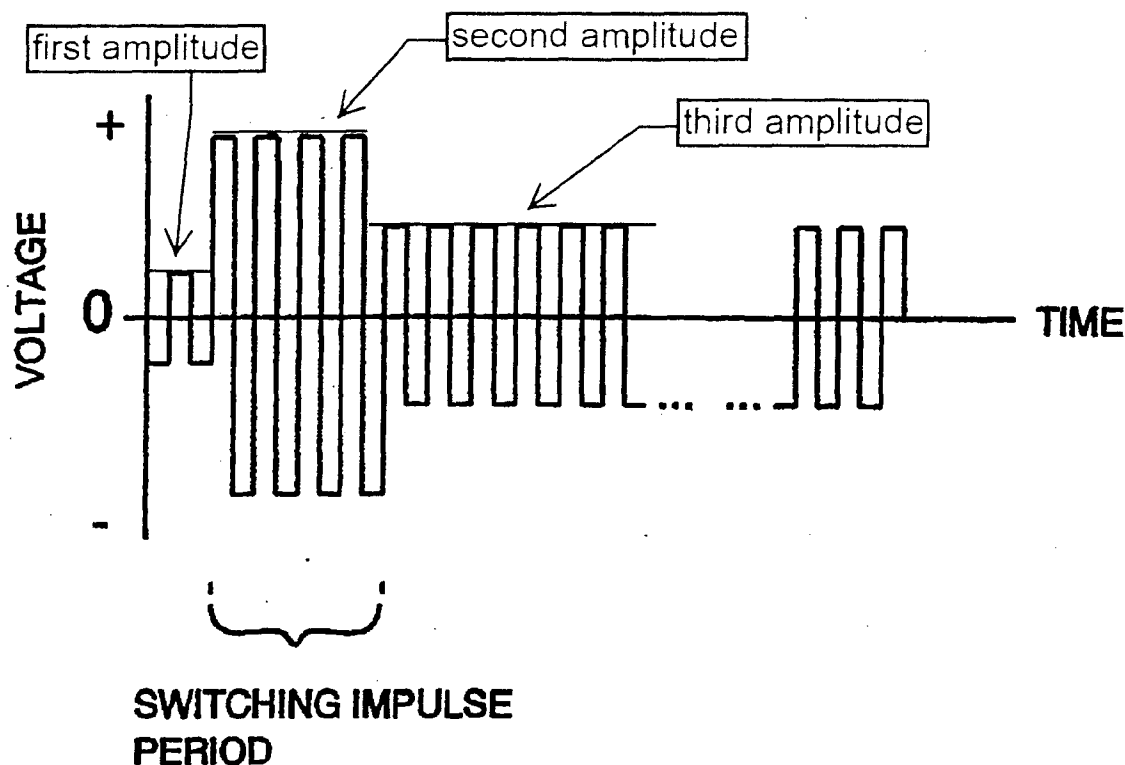 first amplitude
second amplitude
third amplitude
+
VOLTAGE
0
TIME
-
... ...
SWITCHING IMPULSE
PERIOD